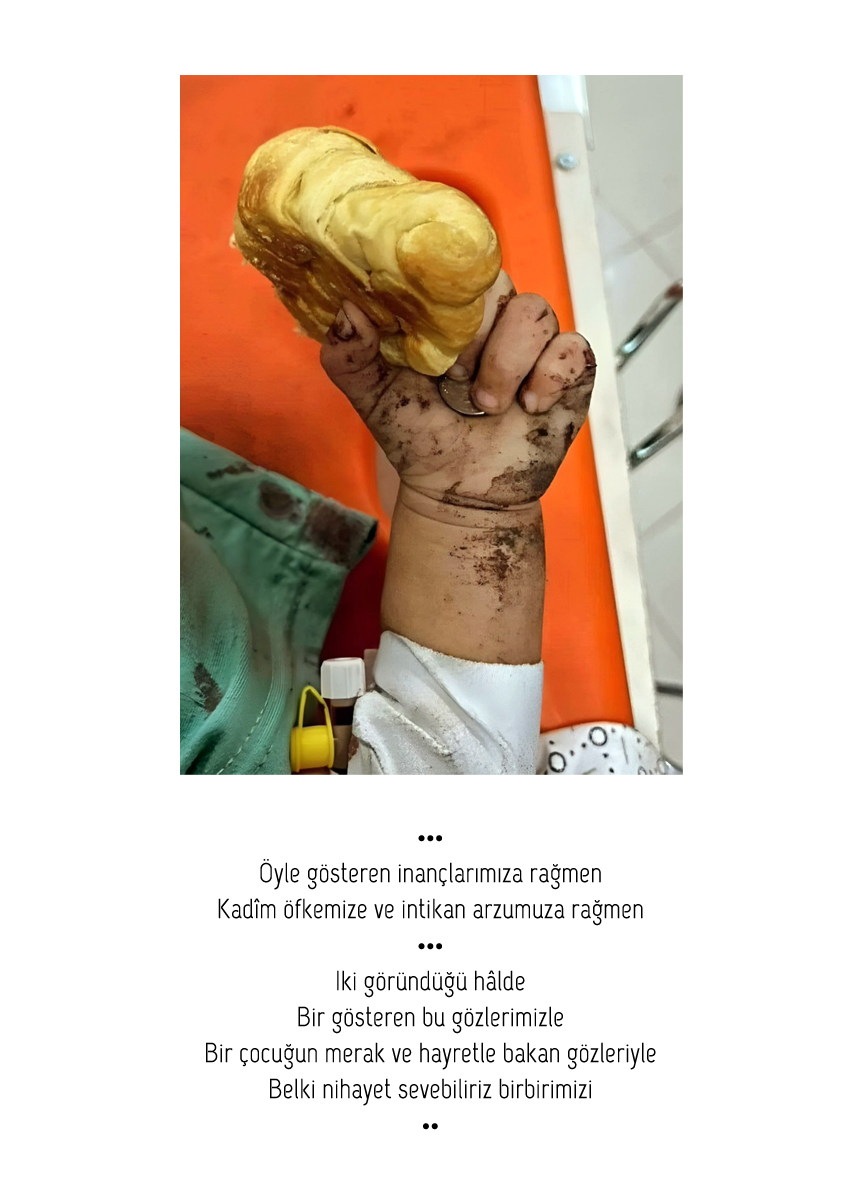 •••
Öyle gösteren inançlarımıza rağmen
Kadîm öfkemize ve intikan arzumuza rağmen
•••
Iki göründüğü hâlde
Bir gösteren bu gözlerimizle
Bir çocuğun merak ve hayretle bakan gözleriyle
Belki nihayet sevebiliriz birbirimizi
••